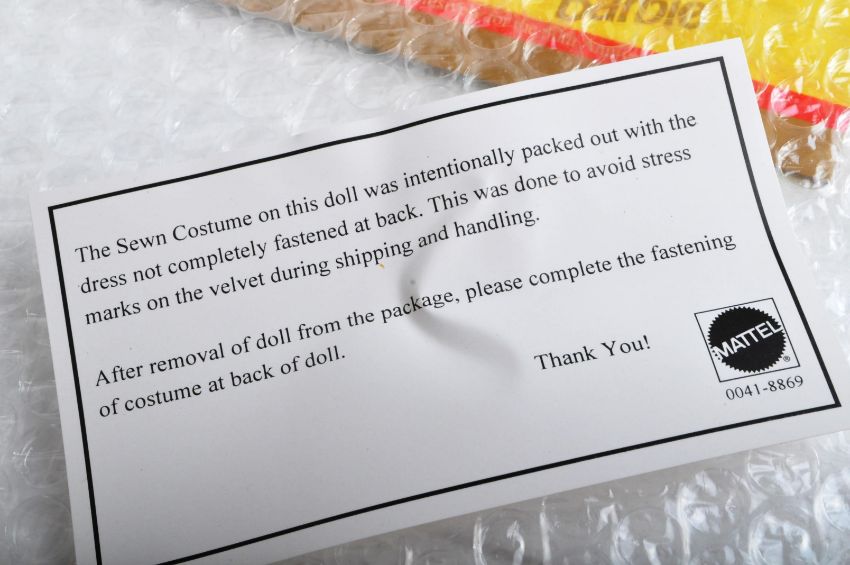 barbie
The Sewn Costume on this doll was intentionally packed out with the
dress not completely fastened at back. This was done to avoid stress
marks on the velvet during shipping and handling.
After removal of doll from the package, please complete the fastening
of costume at back of doll.
Thank You!
MATTEL
®
0041-8869